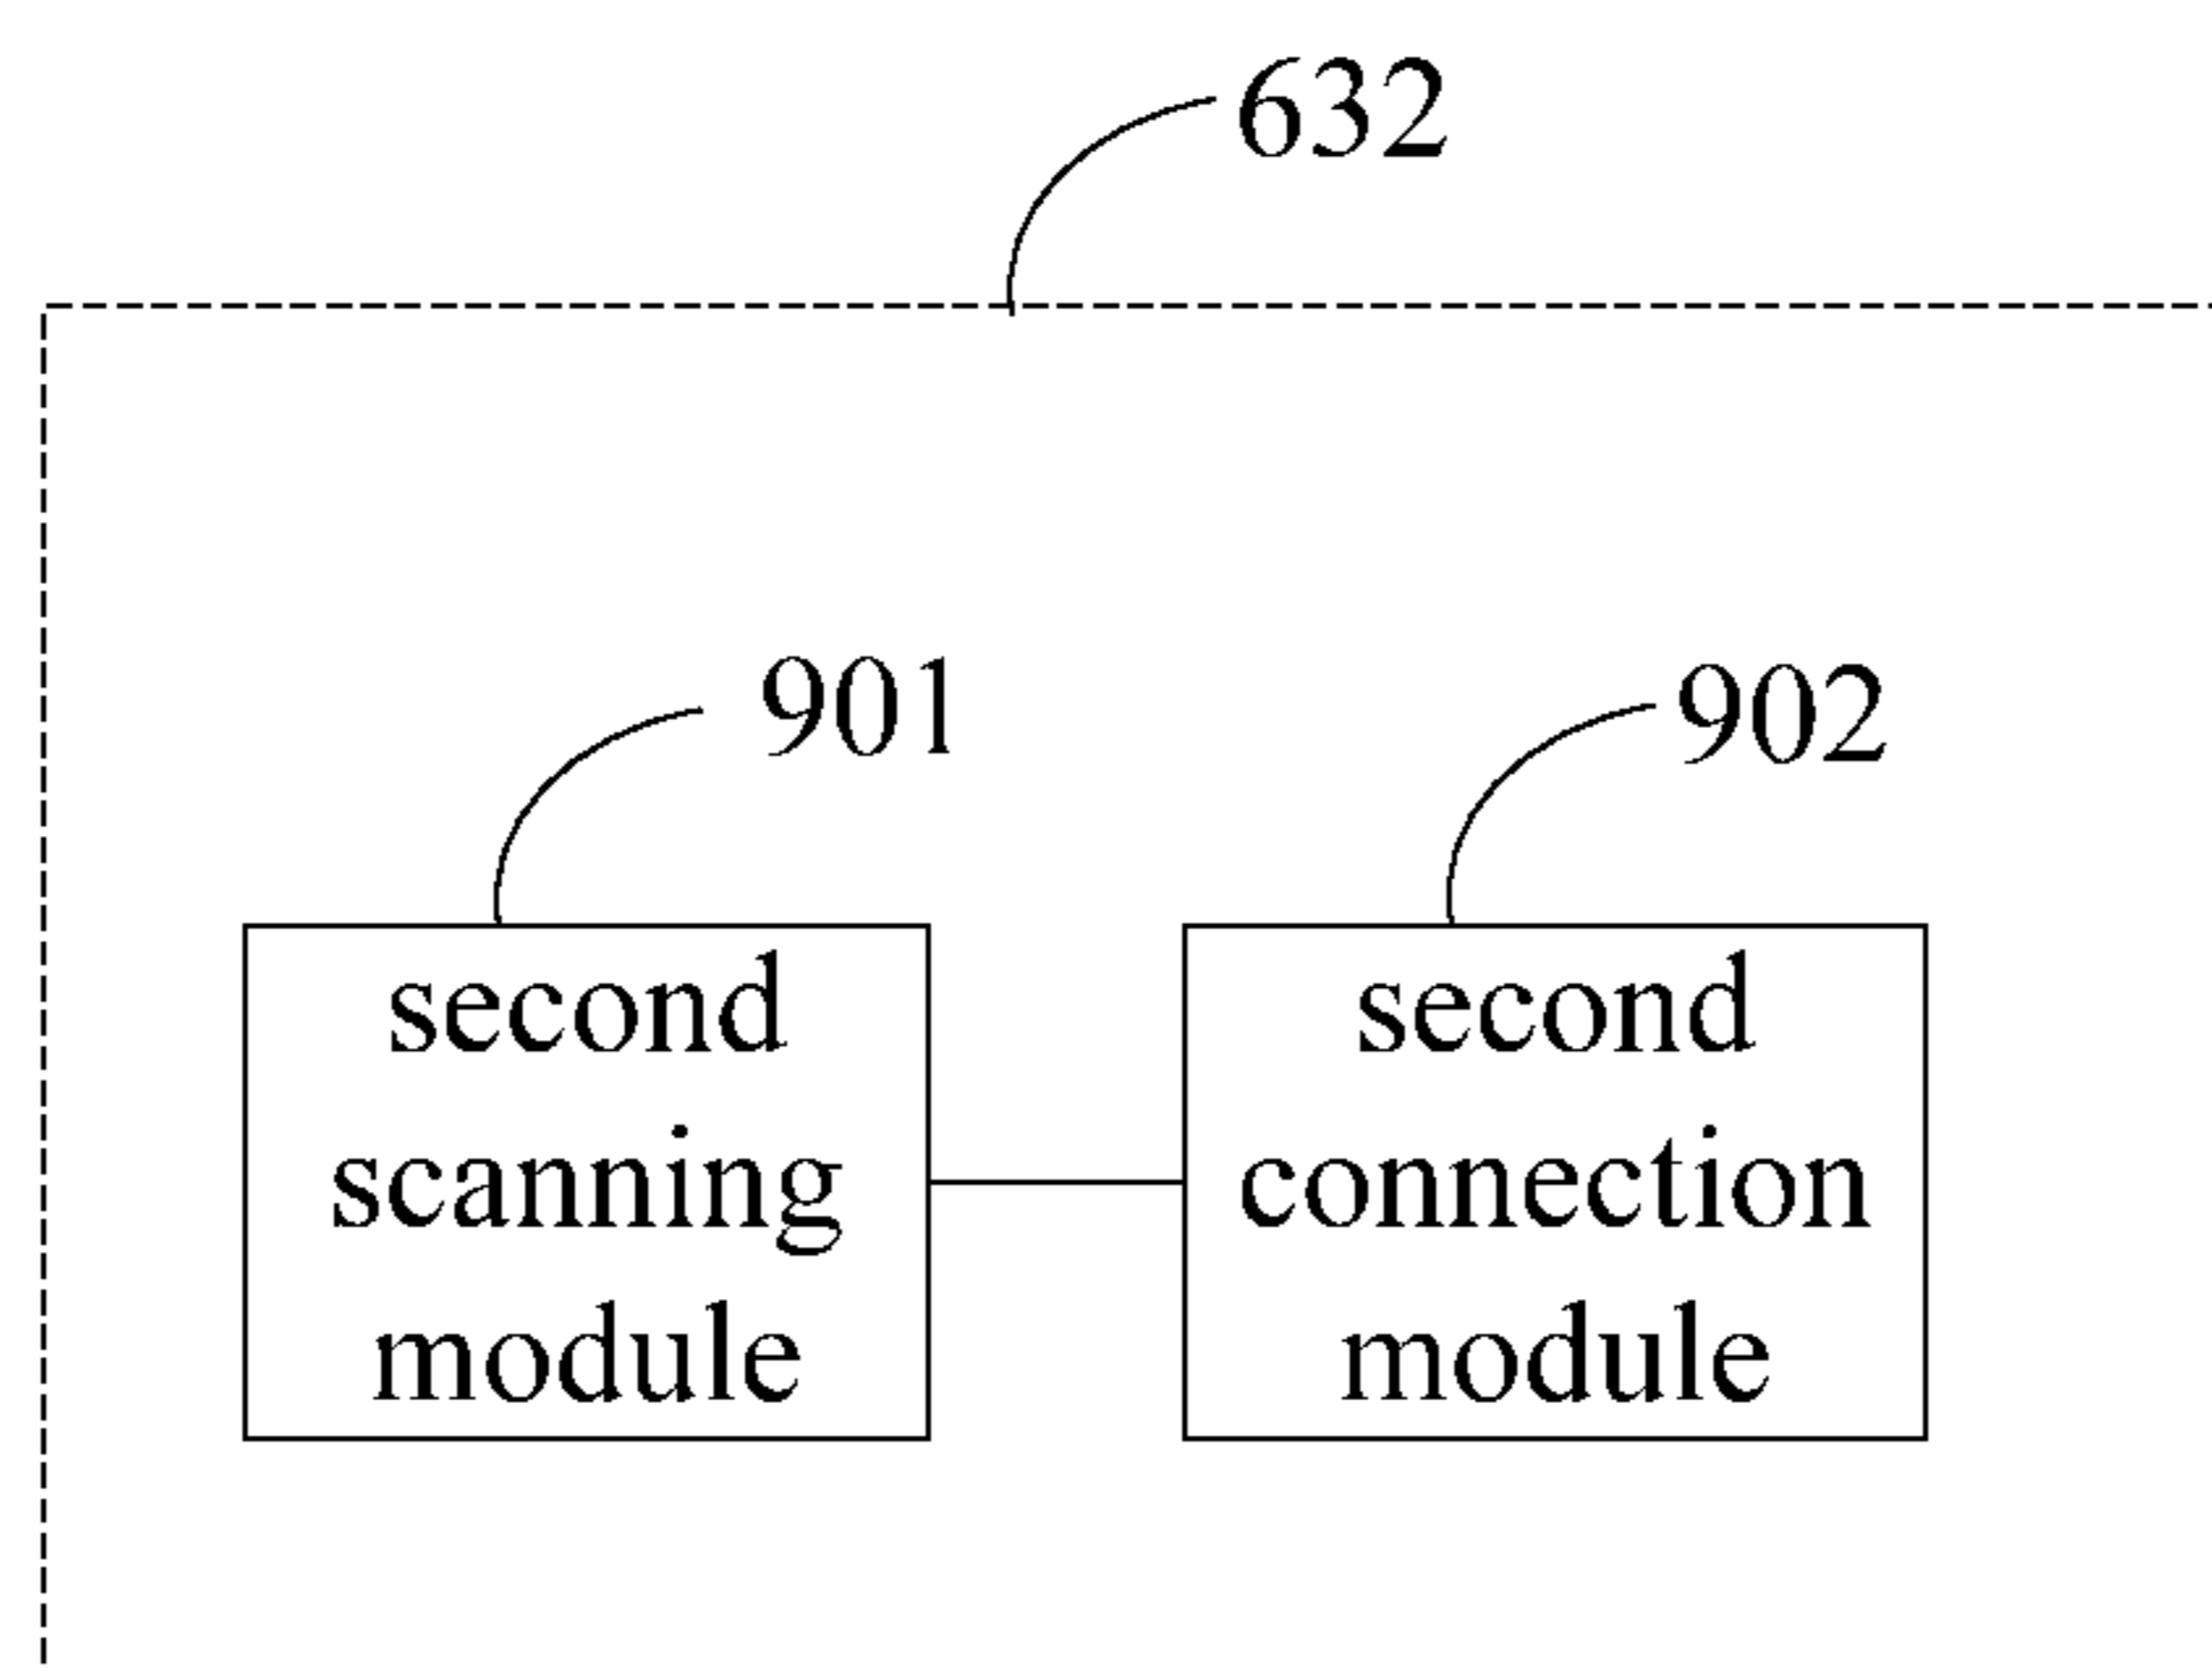 632
901
902
second
scanning
module
second
connection
module